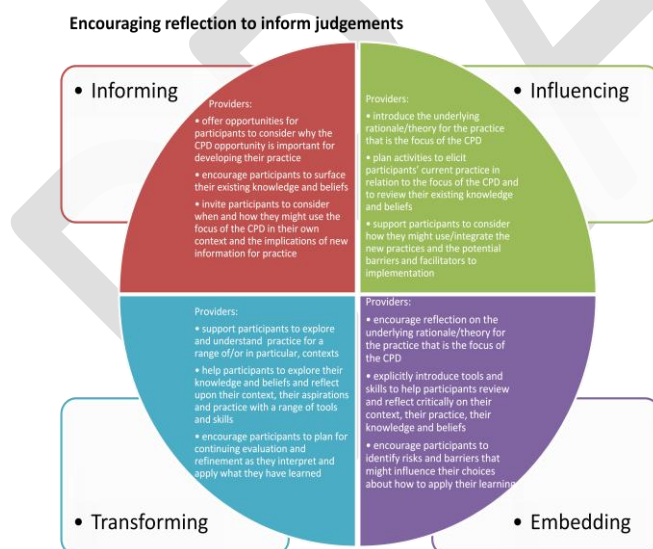 Encouraging reflection to inform judgements
• Informing
Providers:
• offer opportunities for
participants to consider why the
CPD opportunity is important for
developing their practice
• encourage participants to surface
their existing knowledge and beliefs
• invite participants to consider
when and how they might use the
focus of the CPD in their own
context and the implications of new
information for practice
• Influencing
Providers:
• introduce the underlying
rationale/theory for the practice
that is the focus of the CPD
• plan activities to elicit
participants' current practice in
relation to the focus of the CPD and
to review their existing knowledge
and beliefs
• support participants to consider
how they might use/integrate the
new practices and the potential
barriers and facilitators to
implementation
Providers:
• support participants to explore
and understand practice for a
range of/or in particular, contexts
• help participants to explore their
knowledge and beliefs and reflect
upon their context, their aspirations
and practice with a range of tools
and skills
• encourage participants to plan for
continuing evaluation and
refinement as they interpret and
apply what they have learned
• Transforming
Providers:
• encourage reflection on the
underlying rationale/theory for
the practice that is the focus of
the CPD
• explicitly introduce tools and
skills to help participants review
and reflect critically on their
context, their practice, their
knowledge and beliefs
• encourage participants to
identify risks and barriers that
might influence their choices
about how to apply their learning
• Embedding